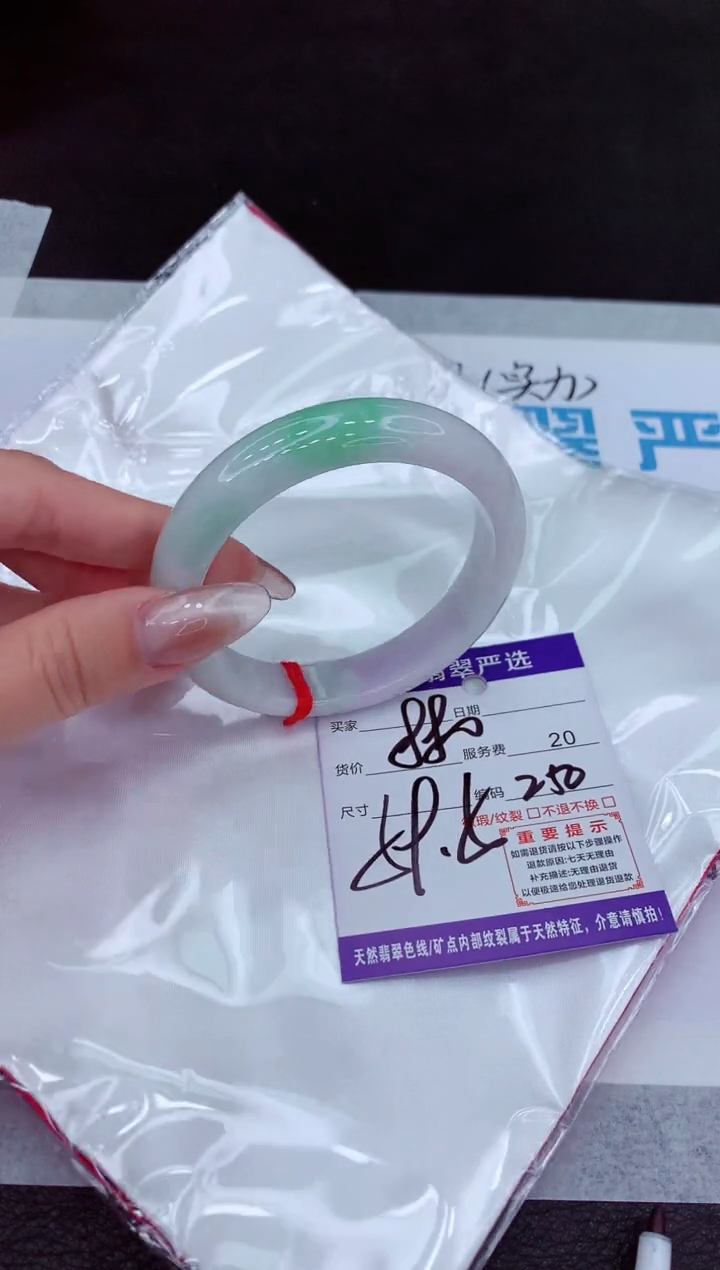 (实力)
翠严
翡翠严选
买家 日期
货价 880 服务费 20
尺寸 编码 250
瑕/纹裂 □不退不换 □
重要提示
如需退货请按以下步骤操作
退款原因:七天无理由
补充描述:无理由退货
以便极速给您处理退货退款
天然翡翠色线/矿点内部纹裂属于天然特征，介意请慎拍！